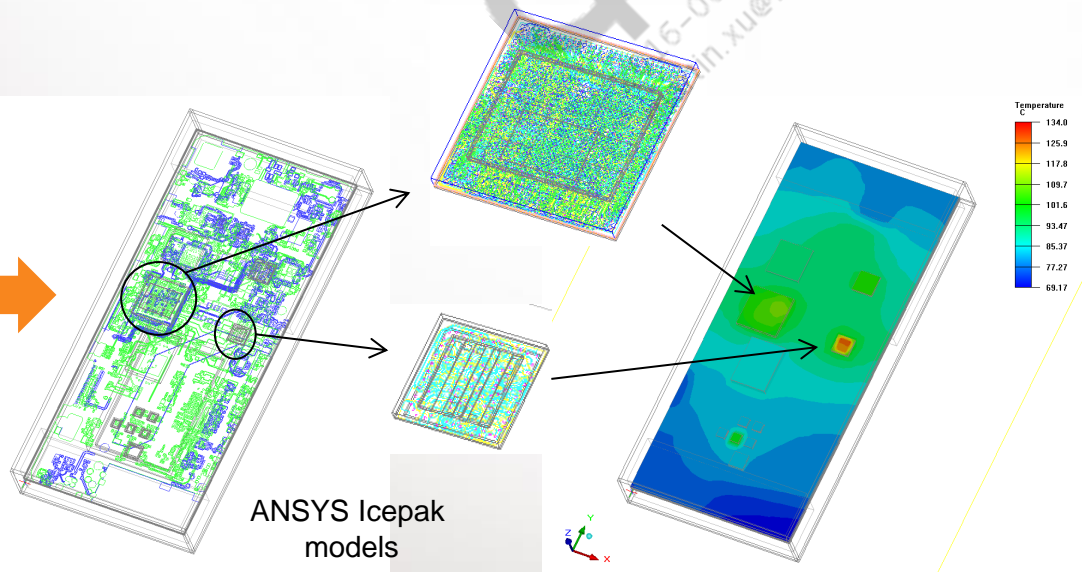 Temperature
C
134.0
125.9
117.8
109.7
101.6
93.47
85.37
77.27
69.17
ANSYS Icepak
models
Y
Z
X